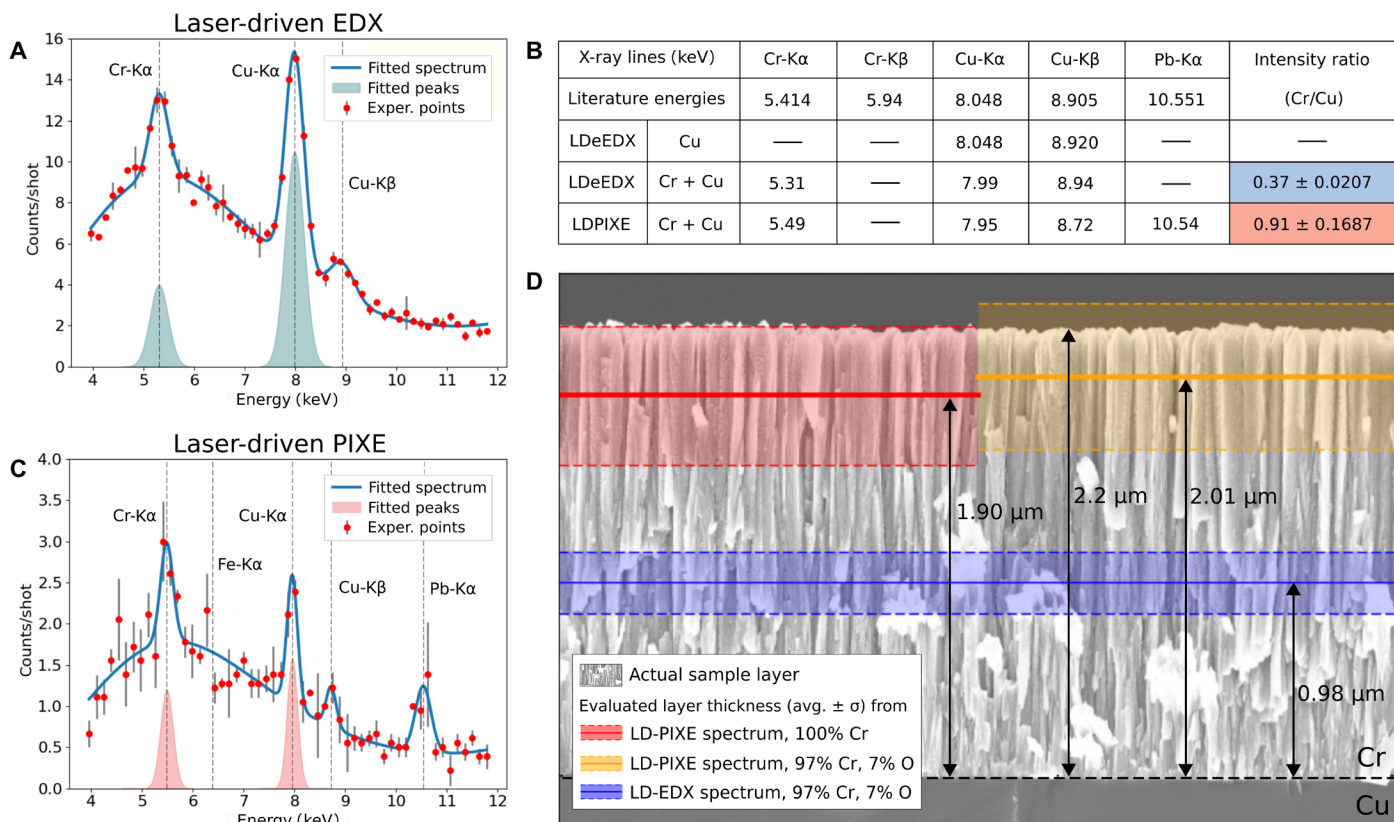 Laser-driven EDX
A
Counts/shot
16
14
12
10
8
6
4
2
0
Cr-Kα
Cu-Kα
Cu-Kβ
Fitted spectrum
Fitted peaks
Exper. points
4 5 6 7 8 9 10 11 12
Energy (keV)
B
X-ray lines (keV) Cr-Kα Cr-Kβ Cu-Kα Cu-Kβ Pb-Kα Intensity ratio
Literature energies 5.414 5.94 8.048 8.905 10.551 (Cr/Cu)
LDeEDX Cu — — 8.048 8.920 — —
LDeEDX Cr + Cu 5.31 — 7.99 8.94 — 0.37 ± 0.0207
LDPIXE Cr + Cu 5.49 — 7.95 8.72 10.54 0.91 ± 0.1687
Laser-driven PIXE
C
Counts/shot
4.0
3.5
3.0
2.5
2.0
1.5
1.0
0.5
0.0
Cr-Kα
Fe-Kα
Cu-Kα
Cu-Kβ
Pb-Kα
Fitted spectrum
Fitted peaks
Exper. points
4 5 6 7 8 9 10 11 12
Energy (keV)
D
1.90 μm
2.2 μm
2.01 μm
0.98 μm
Actual sample layer
Evaluated layer thickness (avg. ± σ) from
LD-PIXE spectrum, 100% Cr
LD-PIXE spectrum, 97% Cr, 7% O
LD-EDX spectrum, 97% Cr, 7% O
Cr
Cu